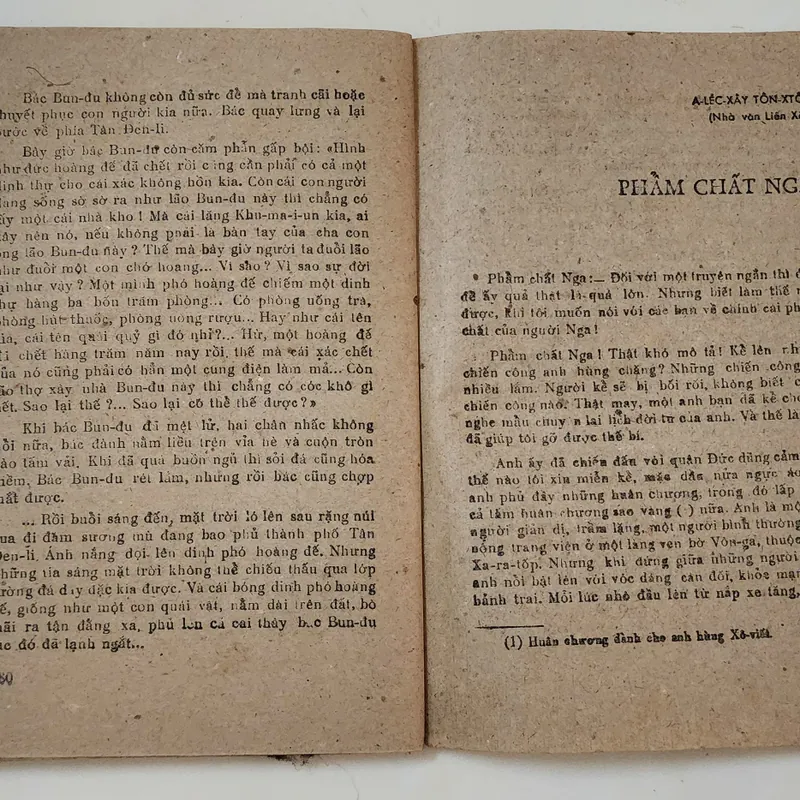 Bác Bun-đu không còn đủ sức để mà tranh cãi hoặc
thuyết phục con người kia nữa. Bác quay lưng và lại
bước về phía Tân Đen-li.
Bây giờ bác Bun-đu còn căm phẫn gấp bội: «Hình
như đức hoàng đế đã chết rồi cũng cần phải có cả một
dinh thự cho cái xác không hồn kia. Còn cái con người
đang sống sờ sờ ra như lão Bun-đu này thì chẳng có
lấy một cái nhà kho ! Mà cái lăng Khu-ma-i-un kia, ai
xây nên nó, nếu không phải là bàn tay của cha con
ông lão Bun-đu này ? Thế mà bây giờ người ta đuổi lão
như đuổi một con chó hoang... Vì sao ? Vì sao sự đời
lại như vậy ? Một mình phó hoàng đế chiếm một dinh
thự hàng ba bốn trăm phòng... Có phòng uống trà,
phòng hút thuốc, phòng uống rượu... Hay như cái lên
kia, cái tên quái quỷ gì đó nhỉ?... Hừ, một hoàng đế
đã chết hàng trăm năm nay rồi, thế mà cái xác chết
của nó cũng phải có hẳn một cung điện làm mả... Còn
lão thợ xây nhà Bun-đu này thì chẳng có cóc khô gì
hết. Sao lại thế ?... Sao lại có thể thế được?»
Khi bác Bun-đu đã mệt lử, hai chân nhấc không
nổi nữa, bác đành nằm liều trên vỉa hè và cuộn tròn
vào tấm vải. Khi đã quá buồn ngủ thì sỏi đá cũng hóa
mềm. Bác Bun-đu rét lắm, nhưng rồi bác cũng chợp
mắt được.
... Rồi buổi sáng đến, mặt trời ló lên sau rặng núi
xua đi đám sương mù đang bao phủ thành phố Tân
Đen-li. Ánh nắng dọi lên dinh phó hoàng đế. Nhưng
những tia sáng mặt trời không thể chiếu thấu qua lớp
tường đá dày đặc kia được. Và cái bóng dinh phó hoàng
đế, giống như một con quái vật, nằm dài trên đất, bò
mãi ra tận đằng xa, phủ lên cả cái thây bác Bun-đu
lúc đó đã lạnh ngắt...
60
A-LẾC-XÂY TÔN-XTÔ
(Nhà văn Liên X
PHẨM CHẤT NGA
Phẩm chất Nga :— Đối với một truyện ngắn thì đ
đề ấy quả thật là quá lớn. Nhưng biết làm thế n
được, khi tôi muốn nói với các bạn về chính cái ph
chất của người Nga !
Phẩm chất Nga ! Thật khó mô tả ! Kể lên nh
chiến công anh hùng chăng? Những chiến công
nhiều lắm. Người kể sẽ bị bối rối, không biết c
chiến công nào. Thật may, một anh bạn đã kể cho
nghe mẩu chuyện lai lịch đời tư của anh. Và thế là
đã giúp tôi gỡ được thế bí.
Anh ấy đã chiến đấu với quân Đức dũng cảm
thế nào tôi xin miễn kể, mặc dầu nửa ngực áo
anh phủ đầy những huân chương, trong đó lấp
cả tấm huân chương sao vàng (1) nữa. Anh là mộ
người giản dị, trầm lặng, một người bình thường
nông trang viên ở một làng ven bờ Vôn-ga, thuộc
Xa-ra-tốp. Nhưng khi đứng giữa những người
anh nổi bật lên với vóc dáng cân đối, khỏe mạ
bảnh trai. Mỗi lúc nhô đầu lên từ nắp xe tăng,
(1) Huân chương dành cho anh hùng Xô-viết.